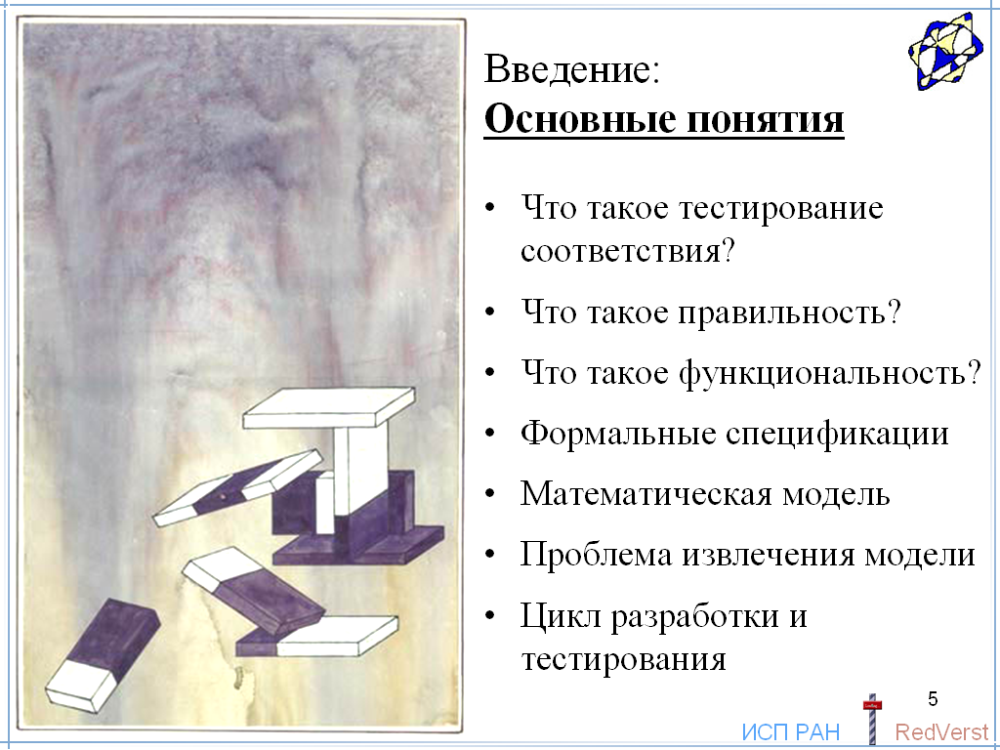 Введение:
Основные понятия
• Что такое тестирование
соответствия?
• Что такое правильность?
• Что такое функциональность?
• Формальные спецификации
• Математическая модель
• Проблема извлечения модели
• Цикл разработки и
тестирования
5
ИСП РАН
RedVerst